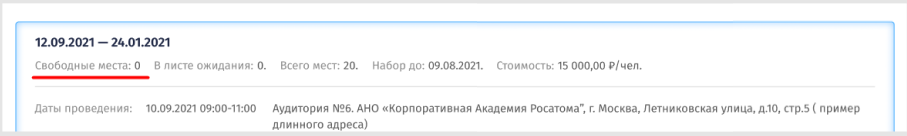 12.09.2021 — 24.01.2021
Свободные места: 0 В листе ожидания: 0. Всего мест: 20. Набор до: 09.08.2021. Стоимость: 15 000,00 ₽/чел.
Даты проведения: 10.09.2021 09:00-11:00 Аудитория №6. АНО «Корпоративная Академия Росатома", г. Москва, Летниковская улица, д.10, стр.5 ( пример
длинного адреса)